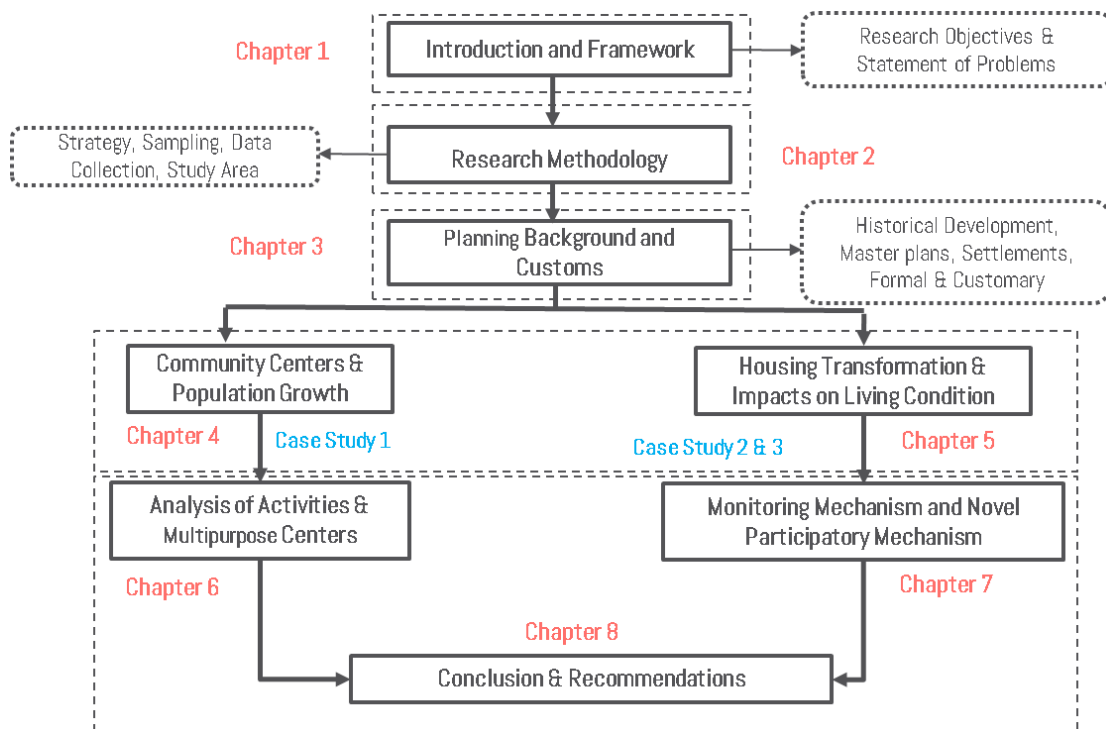 Chapter 1
Introduction and Framework
Research Objectives &
Statement of Problems
Strategy, Sampling, Data
Collection, Study Area
Research Methodology
Chapter 2
Chapter 3
Planning Background and
Customs
Historical Development,
Master plans, Settlements,
Formal & Customary
Community Centers &
Population Growth
Housing Transformation &
Impacts on Living Condition
Chapter 4
Case Study 1
Case Study 2 & 3
Chapter 5
Analysis of Activities &
Multipurpose Centers
Monitoring Mechanism and Novel
Participatory Mechanism
Chapter 6
Chapter 7
Chapter 8
Conclusion & Recommendations